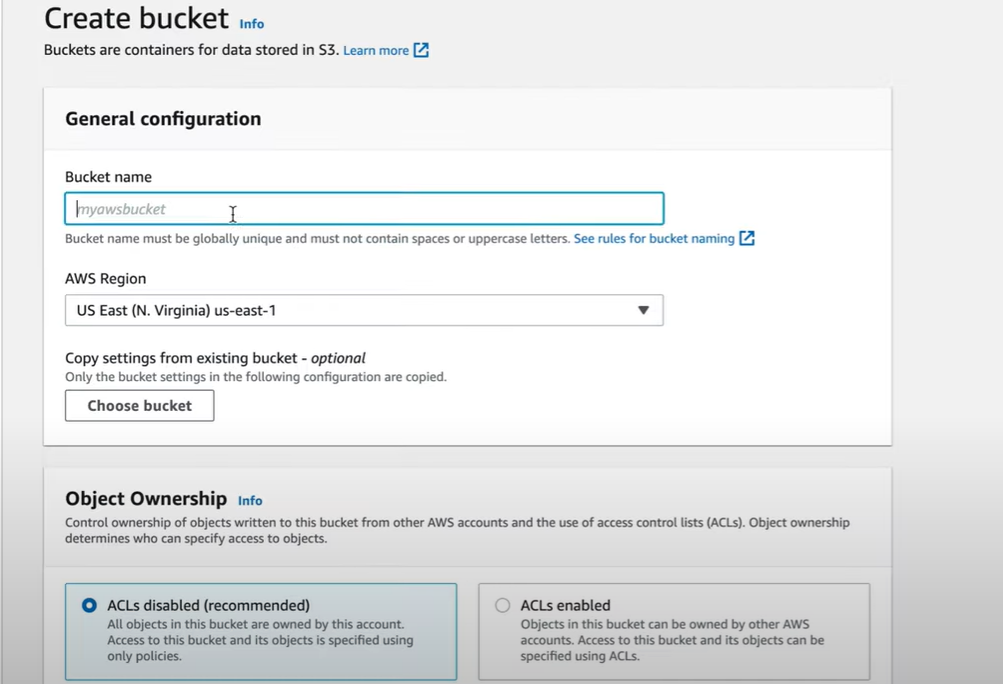 Create bucket Info
Buckets are containers for data stored in S3. Learn more
General configuration
Bucket name
myawsbucket
Bucket name must be globally unique and must not contain spaces or uppercase letters. See rules for bucket naming
AWS Region
US East (N. Virginia) us-east-1
Copy settings from existing bucket - optional
Only the bucket settings in the following configuration are copied.
Choose bucket
Object Ownership Info
Control ownership of objects written to this bucket from other AWS accounts and the use of access control lists (ACLs). Object ownership
determines who can specify access to objects.
ACLs disabled (recommended)
All objects in this bucket are owned by this account.
Access to this bucket and its objects is specified using
only policies.
ACLs enabled
Objects in this bucket can be owned by other AWS
accounts. Access to this bucket and its objects can be
specified using ACLs.